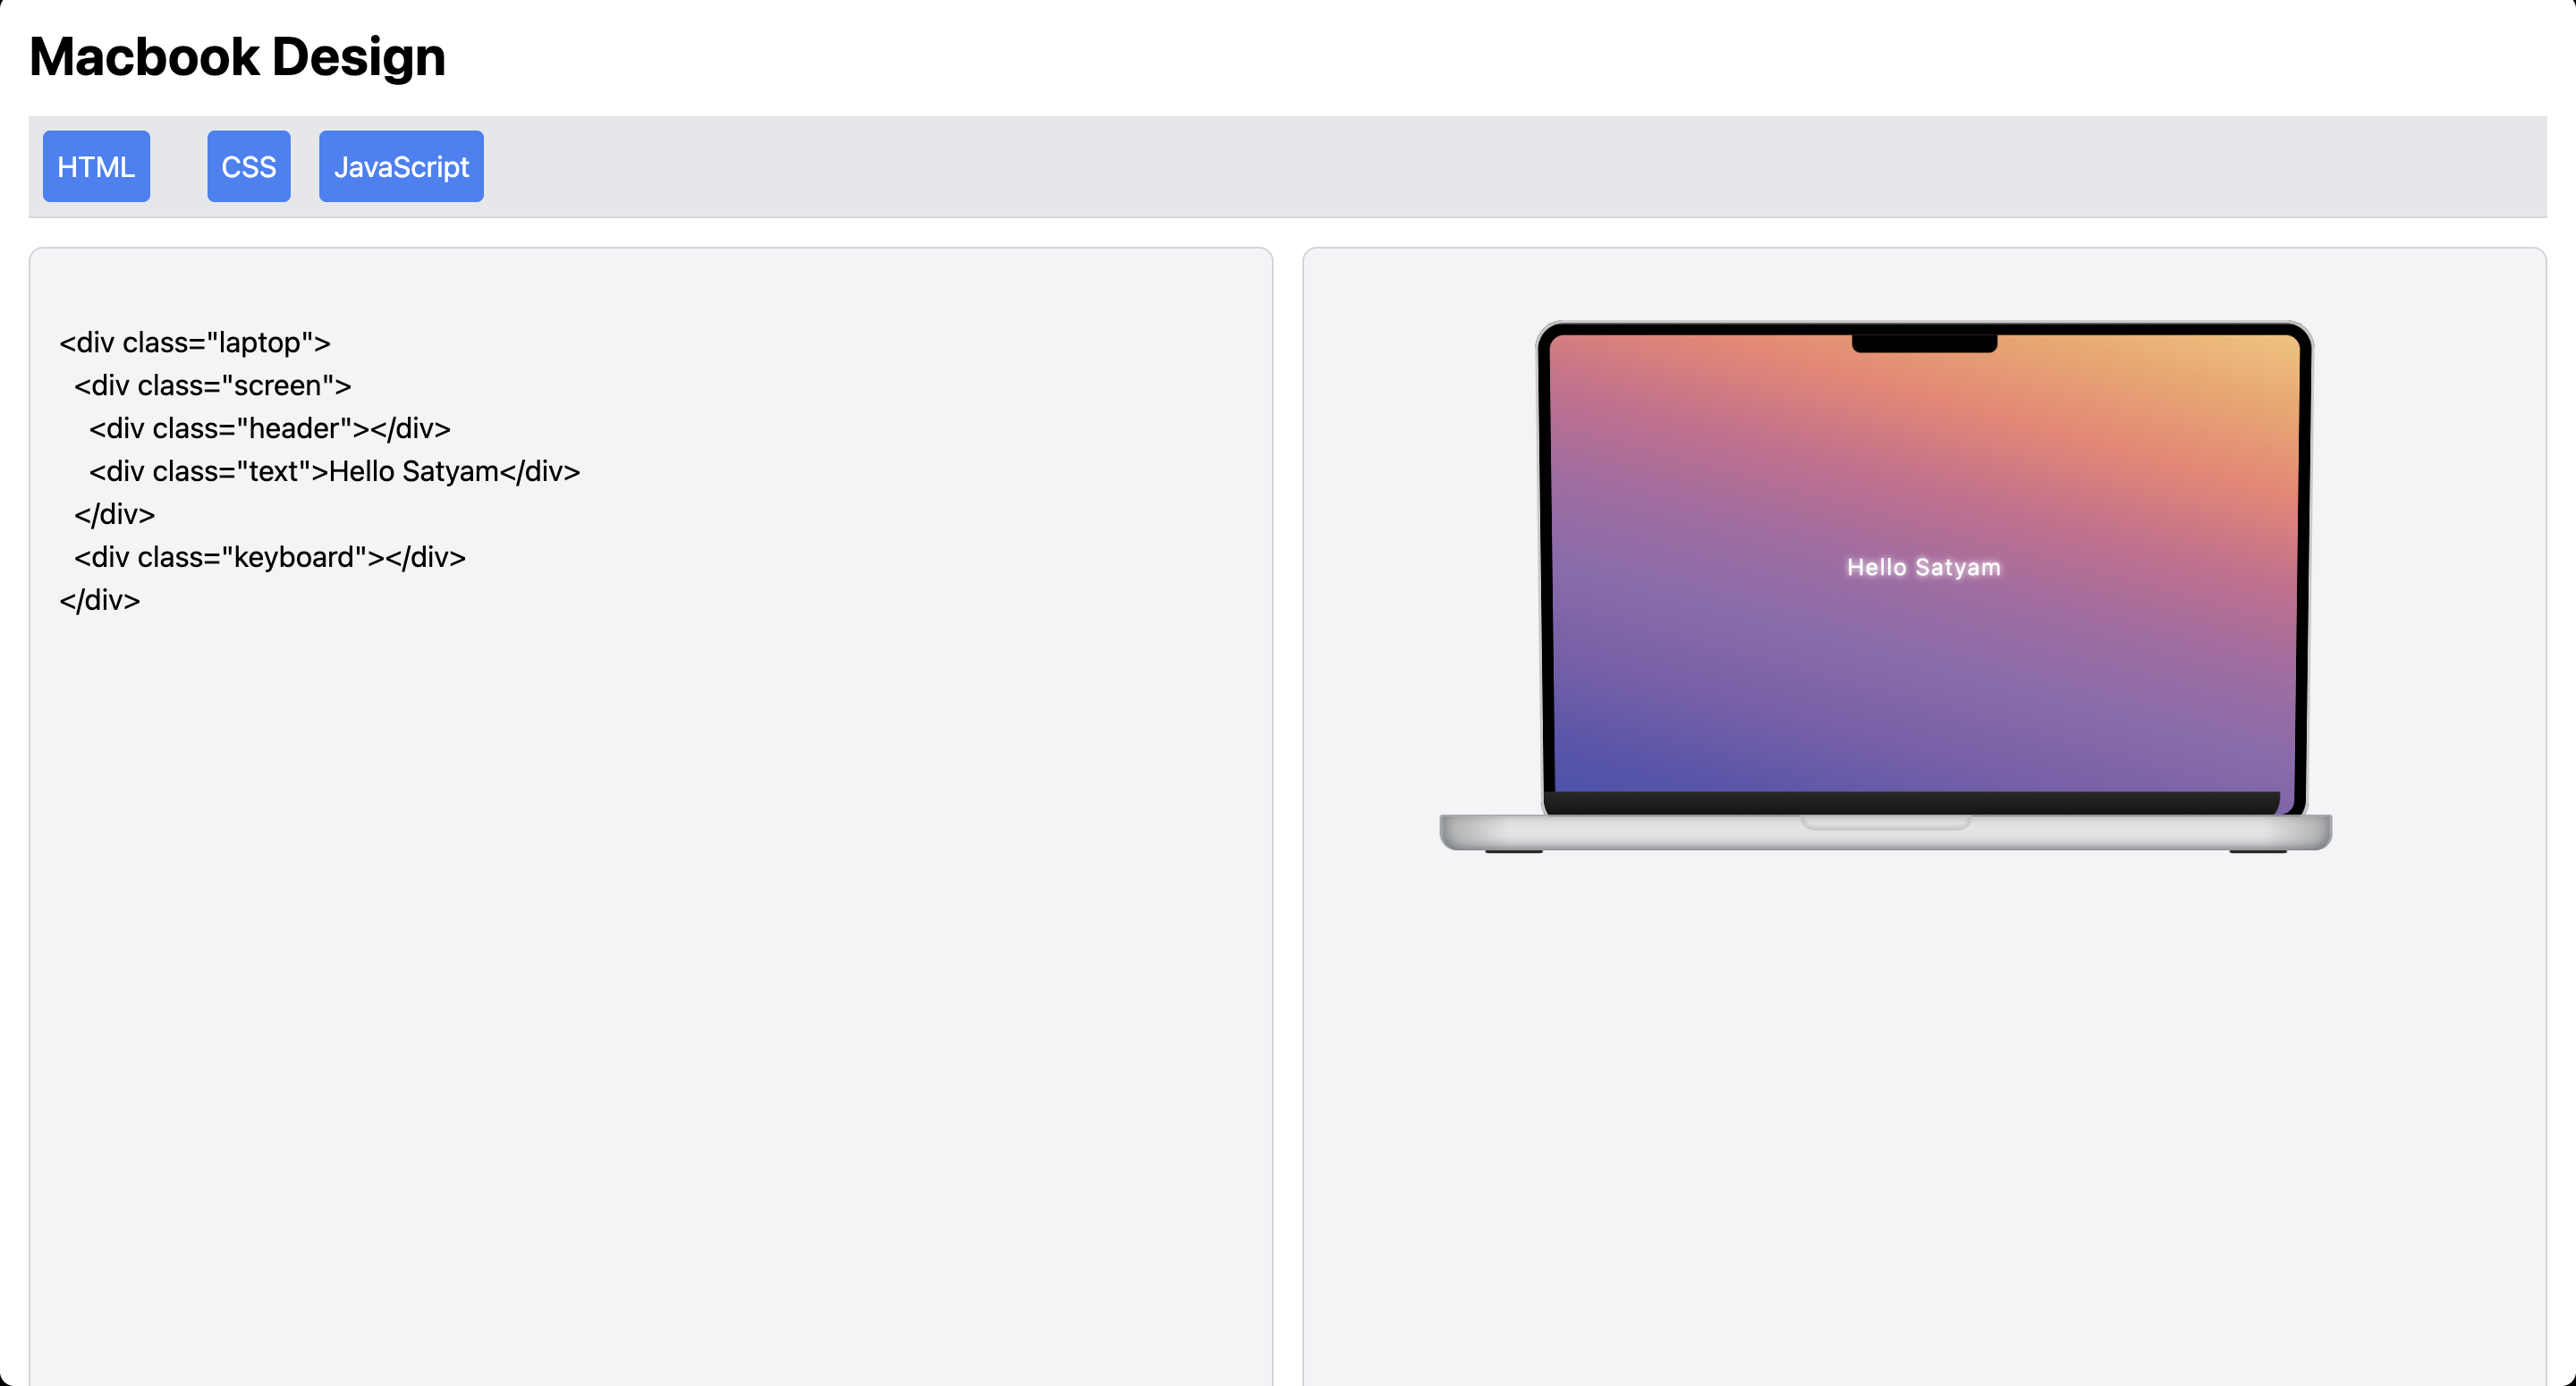 Macbook Design
HTML CSS JavaScript
<div class="laptop">
<div class="screen">
<div class="header"></div>
<div class="text">Hello Satyam</div>
</div>
<div class="keyboard"></div>
</div>
Hello Satyam